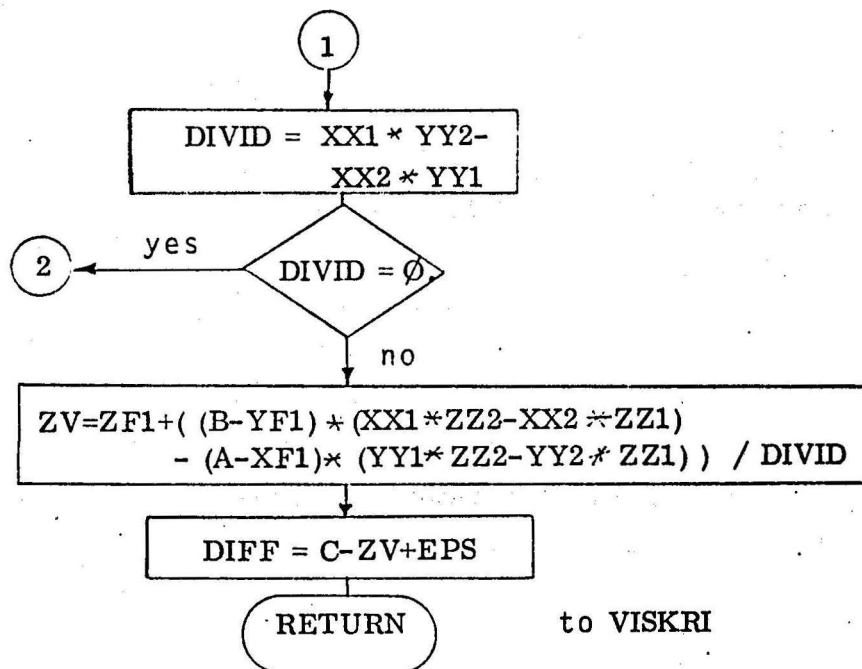 1
DIVID = XX1 * YY2-
XX2 * YY1
yes
2
DIVID = Ø.
no
ZV=ZF1+( (B-YF1) * (XX1*ZZ2-XX2 *ZZ1)
- (A-XF1)* (YY1*ZZ2-YY2* ZZ1) ) / DIVID
DIFF = C-ZV+EPS
RETURN to VISKRI